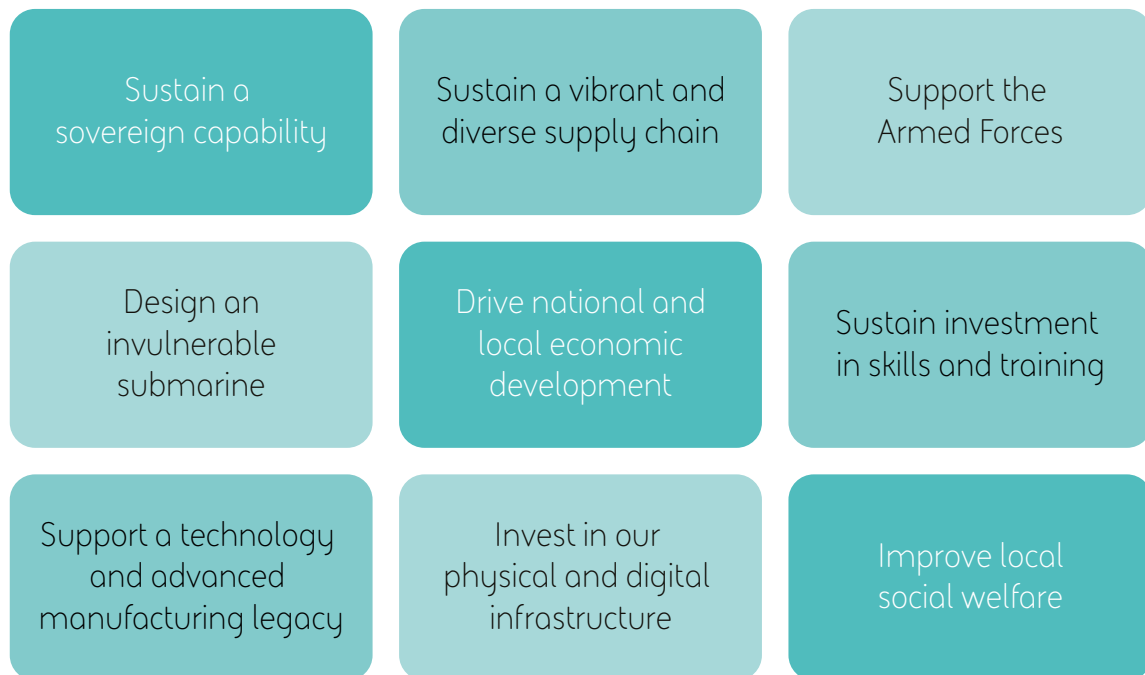 Sustain a
sovereign capability
Sustain a vibrant and
diverse supply chain
Support the
Armed Forces
Design an
invulnerable
submarine
Drive national and
local economic
development
Sustain investment
in skills and training
Support a technology
and advanced
manufacturing legacy
Invest in our
physical and digital
infrastructure
Improve local
social welfare